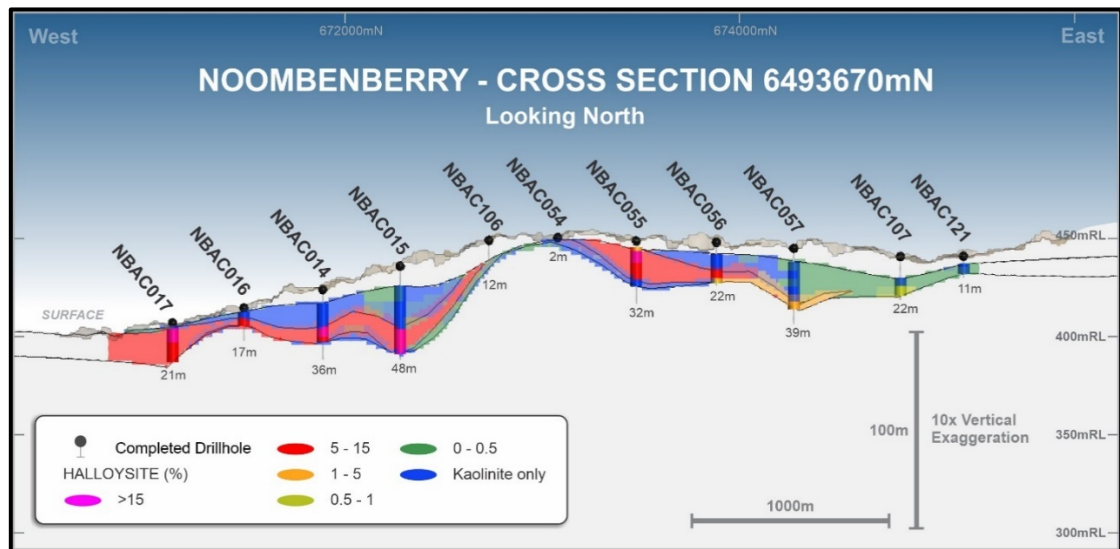 West
672000mN
674000mN
East
NOOMBENBERRY - CROSS SECTION 6493670mN
Looking North
NBAC017
NBAC016
NBAC014
NBAC015
NBAC106
NBAC054
NBAC055
NBAC056
NBAC057
NBAC107
NBAC121
450mRL
SURFACE
400mRL
350mRL
300mRL
21m
17m
36m
48m
12m
2m
32m
22m
39m
22m
11m
100m
10x Vertical
Exaggeration
1000m
Completed Drillhole
HALLOYSITE (%)
>15
5 - 15
1 - 5
0.5 - 1
0 - 0.5
Kaolinite only